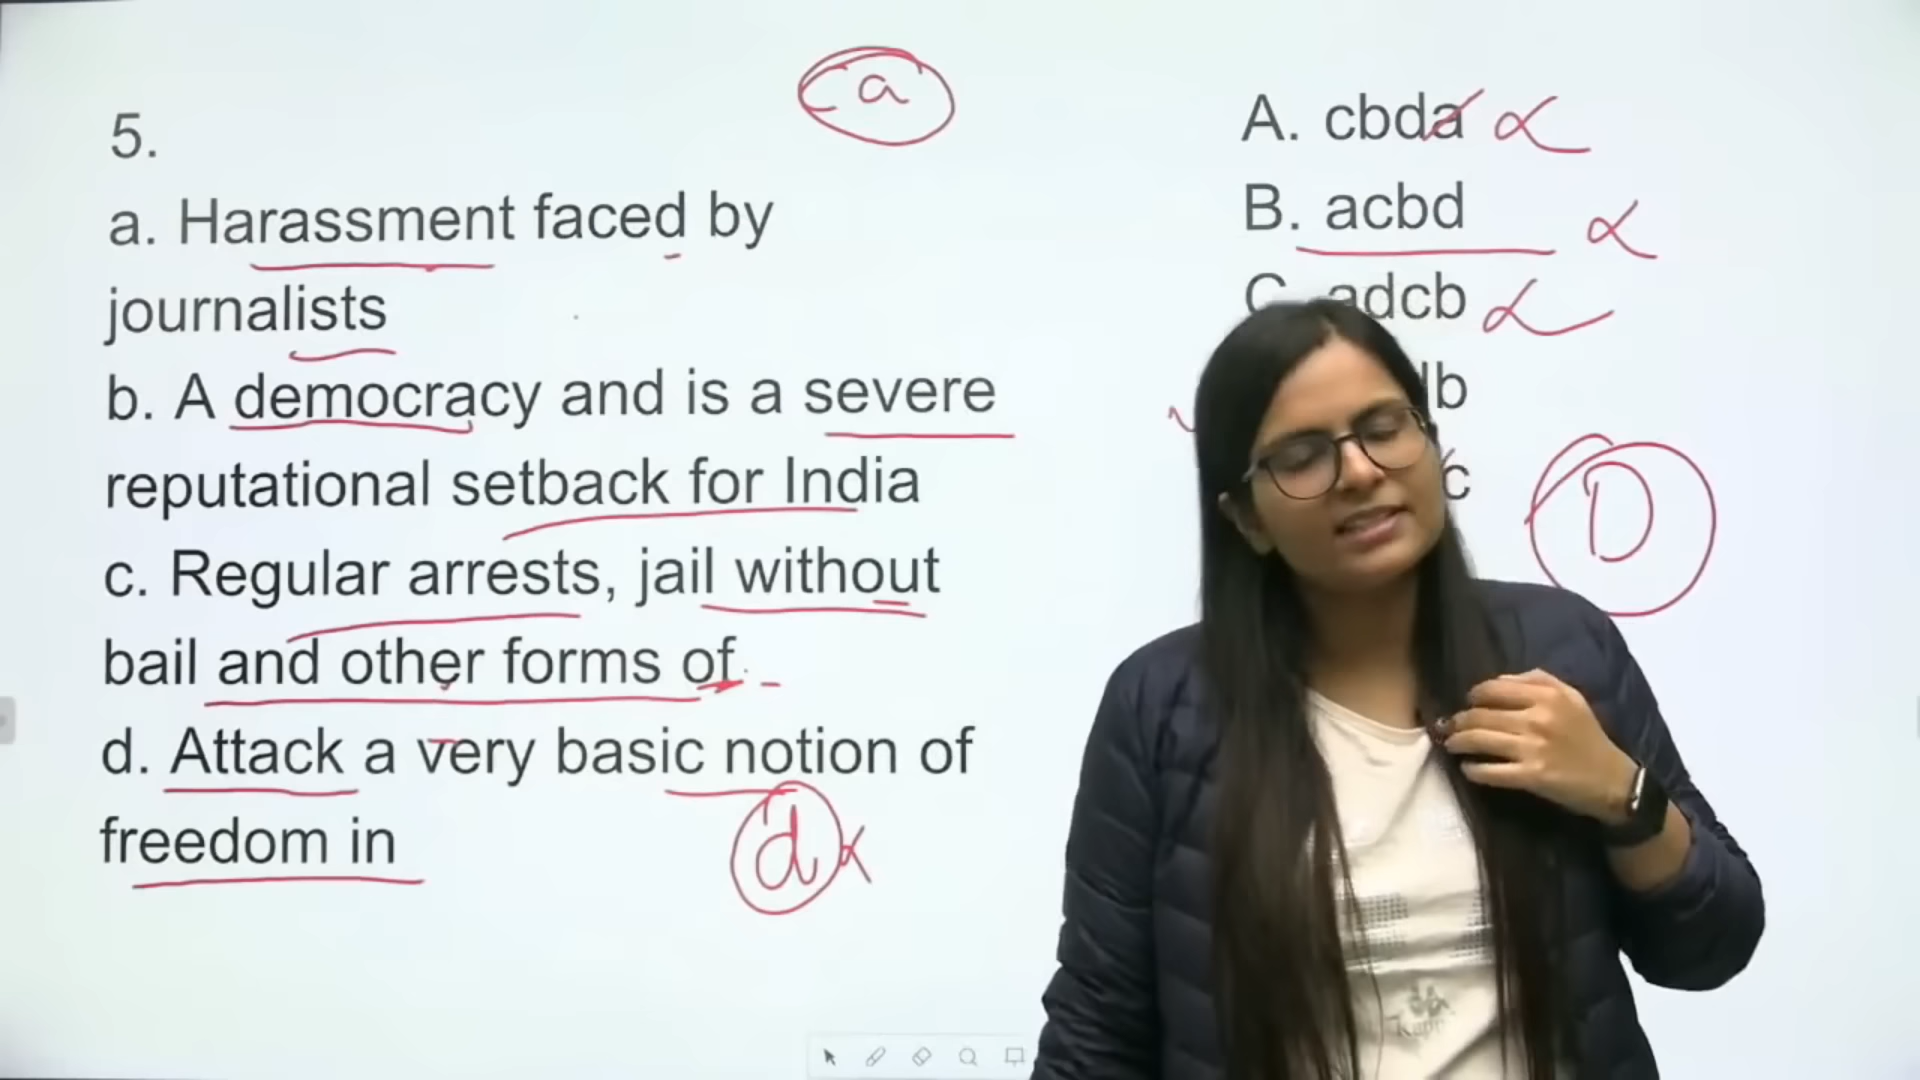 a
5.
a. Harassment faced by
journalists
b. A democracy and is a severe
reputational setback for India
c. Regular arrests, jail without
bail and other forms of
d. Attack a very basic notion of
freedom in
d
A. cbda
B. acbd
C. adcb
D